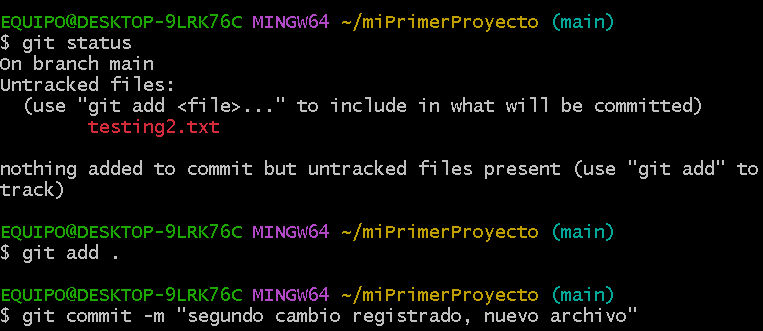 EQUIPO@DESKTOP-9LRK76C MINGW64 ~/miPrimerProyecto (main)
$ git status
On branch main
Untracked files:
  (use "git add <file>..." to include in what will be committed)
        testing2.txt

nothing added to commit but untracked files present (use "git add" to
track)

EQUIPO@DESKTOP-9LRK76C MINGW64 ~/miPrimerProyecto (main)
$ git add .

EQUIPO@DESKTOP-9LRK76C MINGW64 ~/miPrimerProyecto (main)
$ git commit -m "segundo cambio registrado, nuevo archivo"